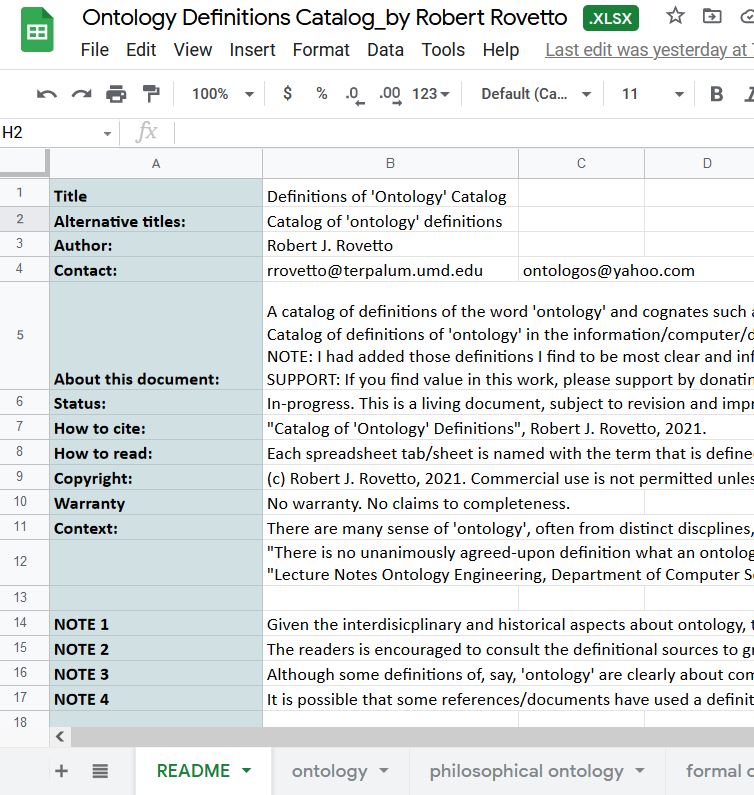 Ontology Definitions Catalog_by Robert Rovetto .XLSX
File Edit View Insert Format Data Tools Help Last edit was yesterday at
100% $ % .0 .00 123 Default (Ca... 11 B I
H2 fx
A B C D
1 Title Definitions of 'Ontology' Catalog
2 Alternative titles: Catalog of 'ontology' definitions
3 Author: Robert J. Rovetto
4 Contact: rrovetto@terpalum.umd.edu ontologos@yahoo.com
A catalog of definitions of the word 'ontology' and cognates such
Catalog of definitions of 'ontology' in the information/computer/
5 NOTE: I had added those definitions I find to be most clear and
About this document: SUPPORT: If you find value in this work, please support by
6 Status: In-progress. This is a living document, subject to revision and
7 How to cite: "Catalog of 'Ontology' Definitions", Robert J. Rovetto, 2021.
8 How to read: Each spreadsheet tab/sheet is named with the term that is
9 Copyright: (c) Robert J. Rovetto, 2021. Commercial use is not permitted
10 Warranty No warranty. No claims to completeness.
11 Context: There are many sense of 'ontology', often from distinct discplines,
"There is no unanimously agreed-upon definition what an
12 "Lecture Notes Ontology Engineering, Department of Computer
13
14 NOTE 1 Given the interdisicplinary and historical aspects about ontology,
15 NOTE 2 The readers is encouraged to consult the definitional sources to
16 NOTE 3 Although some definitions of, say, 'ontology' are clearly about
17 NOTE 4 It is possible that some references/documents have used a
18
README ontology philosophical ontology formal